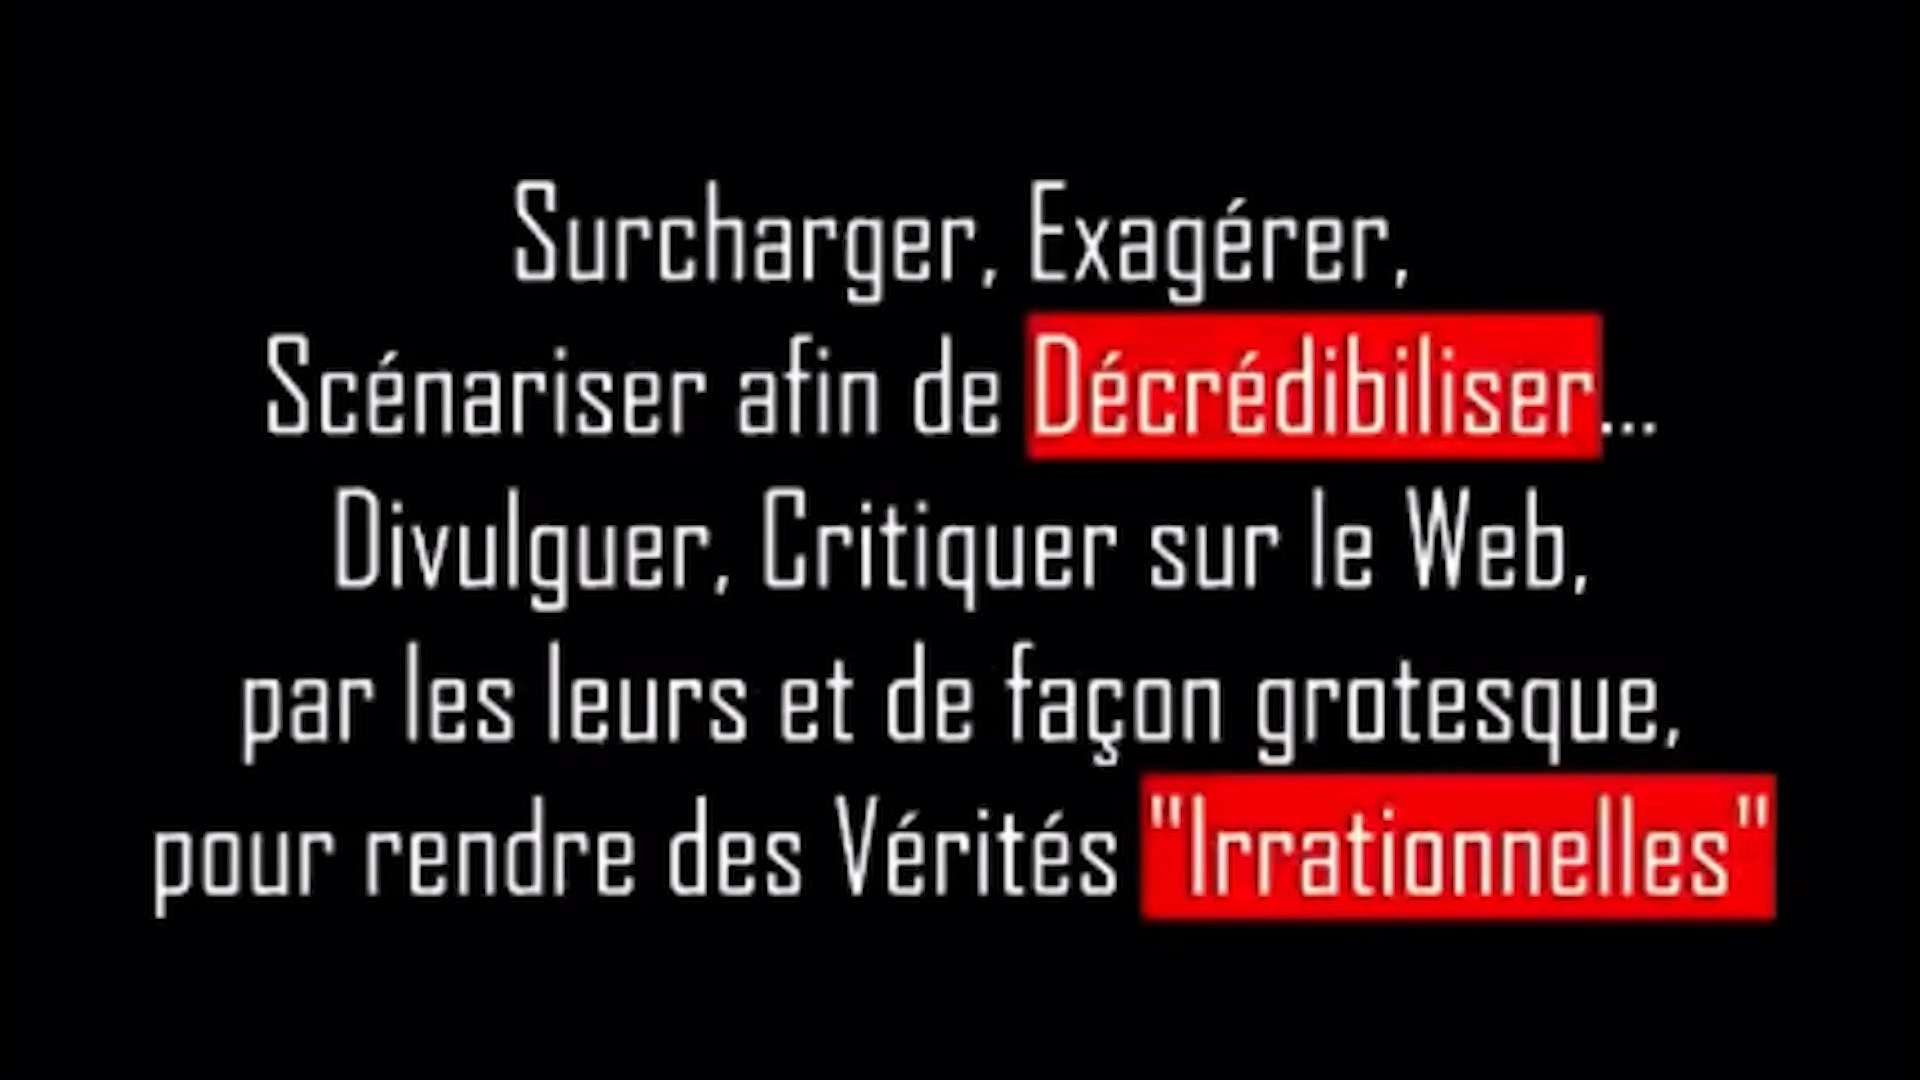 Surcharger, Exagérer,
Scénariser afin de Décrédibiliser...
Divulguer, Critiquer sur le Web,
par les leurs et de façon grotesque,
pour rendre des Vérités "Irrationnelles"